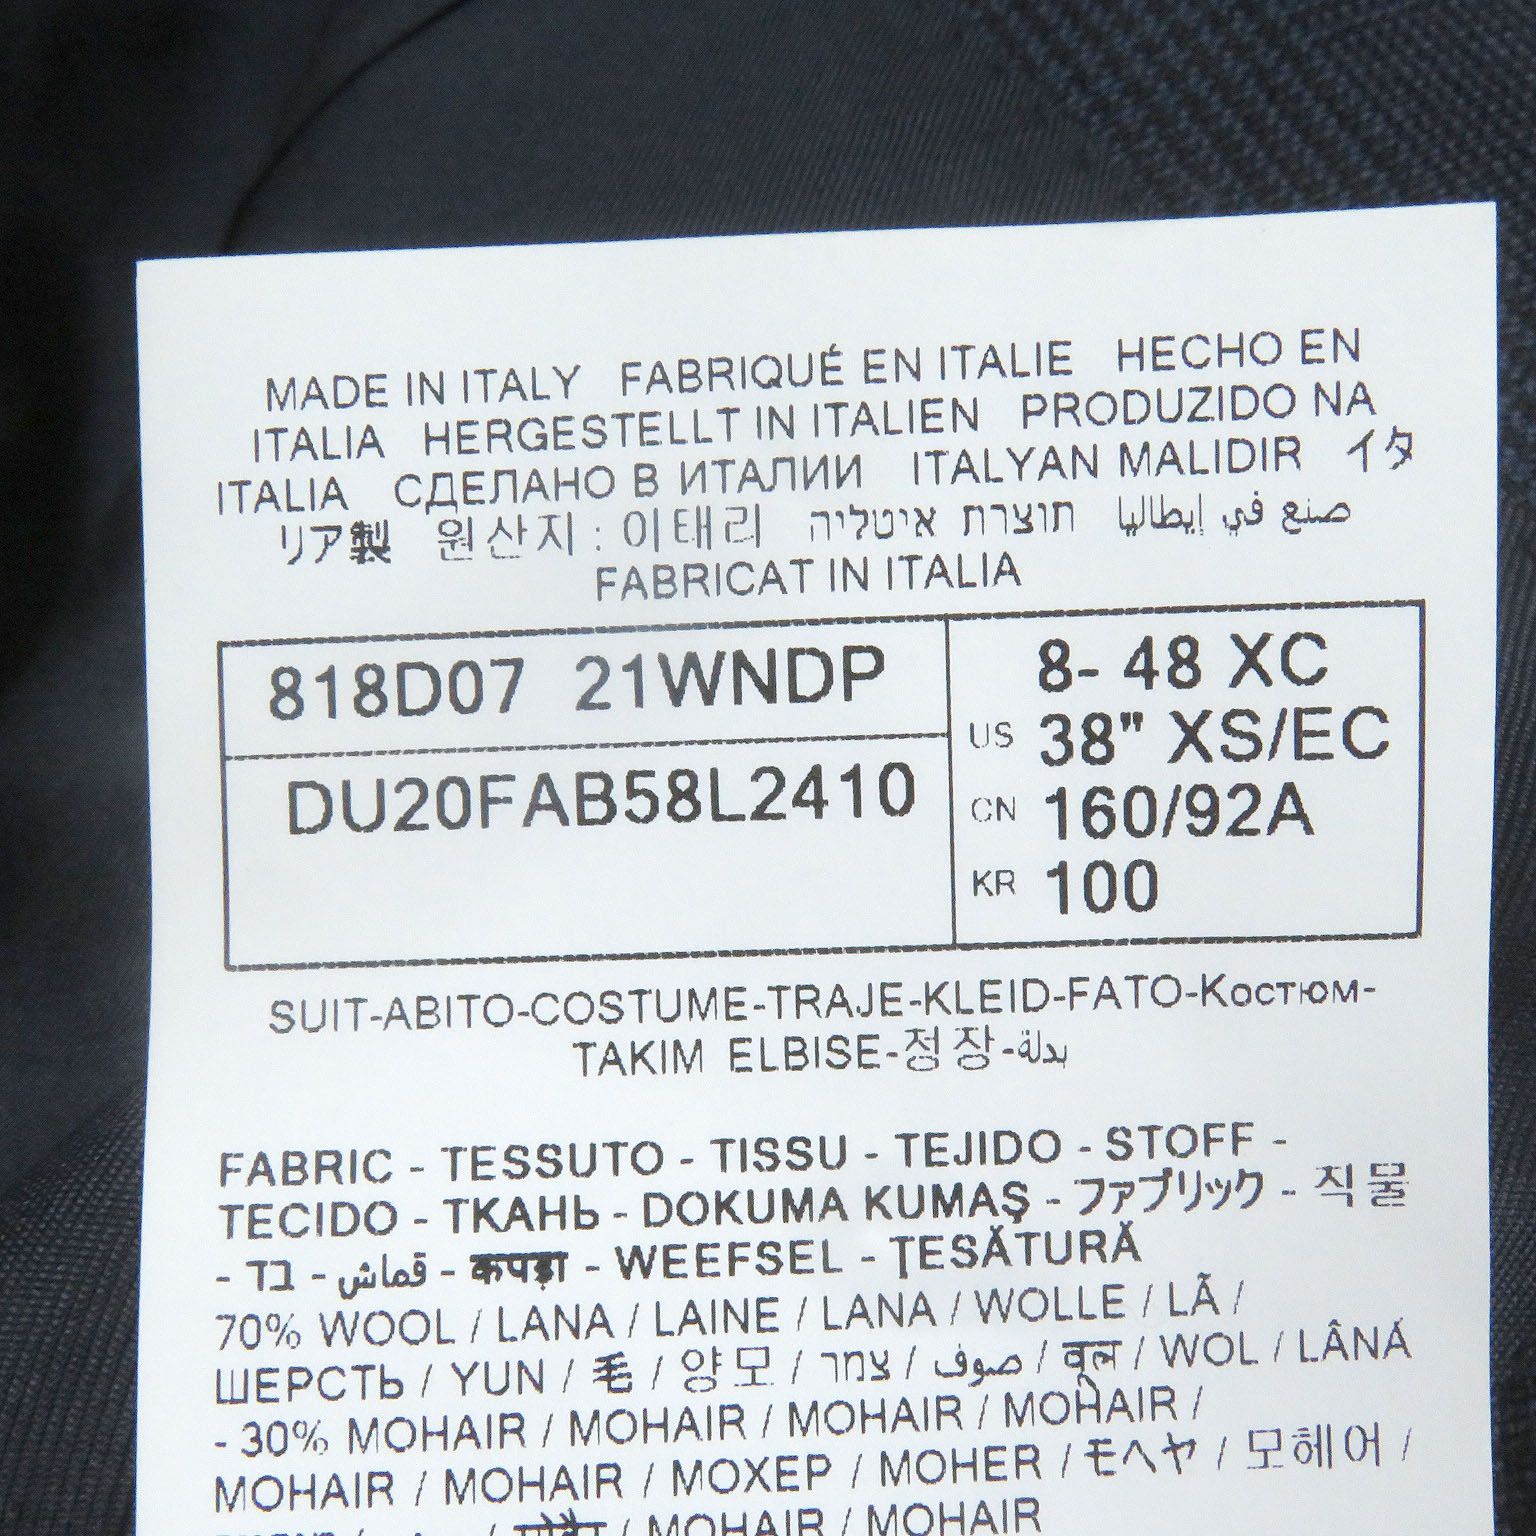 MADE IN ITALY FABRIQUÉ EN ITALIE HECHO EN
ITALIA HERGESTELLT IN ITALIEN PRODUZIDO NA
ITALIA СДЕЛАНО В ИТАЛИИ ITALYAN MALIDIR イタ
リア製 원산지 : 이태리 תוצרת איטליה صنع في إيطاليا
FABRICAT IN ITALIA
818D07 21WNDP
DU20FAB58L2410
8- 48 XC
US 38" XS/EC
CN 160/92A
KR 100
SUIT-ABITO-COSTUME-TRAJE-KLEID-FATO-Костюм-
TAKIM ELBISE-정장-بدلة
FABRIC - TESSUTO - TISSU - TEJIDO - STOFF -
TECIDO - ТКАНЬ - DOKUMA KUMAŞ - ファブリック - 직물
- בד - قماش - कपड़ा - WEEFSEL - ŢESĂTURĂ
70% WOOL / LANA / LAINE / LANA / WOLLE / LÃ /
ШЕРСТЬ / YUN / 毛 / 양모 / צמר / صوف / वूल / WOL / LÂNĂ
- 30% MOHAIR / MOHAIR / MOHAIR / MOHAIR /
MOHAIR / MOHAIR / МОХЕР / MOHER / モヘヤ / 모헤어 /
/ MOHAIR / MOHAIR